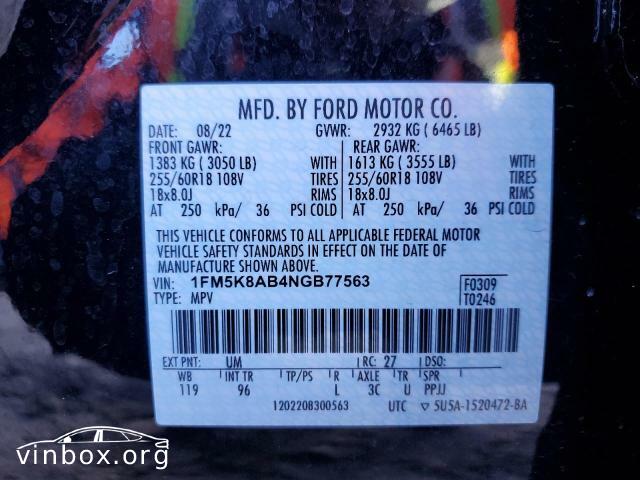 MFD. BY FORD MOTOR CO.
DATE: 08/22 GVWR: 2932 KG ( 6465 LB)
FRONT GAWR: REAR GAWR:
1383 KG ( 3050 LB) WITH 1613 KG ( 3555 LB) WITH
255/60R18 108V TIRES 255/60R18 108V TIRES
18x8.0J RIMS 18x8.0J RIMS
AT 250 kPa/ 36 PSI COLD AT 250 kPa/ 36 PSI COLD
THIS VEHICLE CONFORMS TO ALL APPLICABLE FEDERAL MOTOR
VEHICLE SAFETY STANDARDS IN EFFECT ON THE DATE OF
MANUFACTURE SHOWN ABOVE.
VIN: 1FM5K8AB4NGB77563 F0309
TYPE: MPV T0246
EXT PNT: UM RC: 27 DSO:
WB INT TR TP/PS R AXLE TR SPR
119 96 L 3C U PPJJ
1202208300563 UTC ▽ 5U5A-1520472-BA
vinbox.org